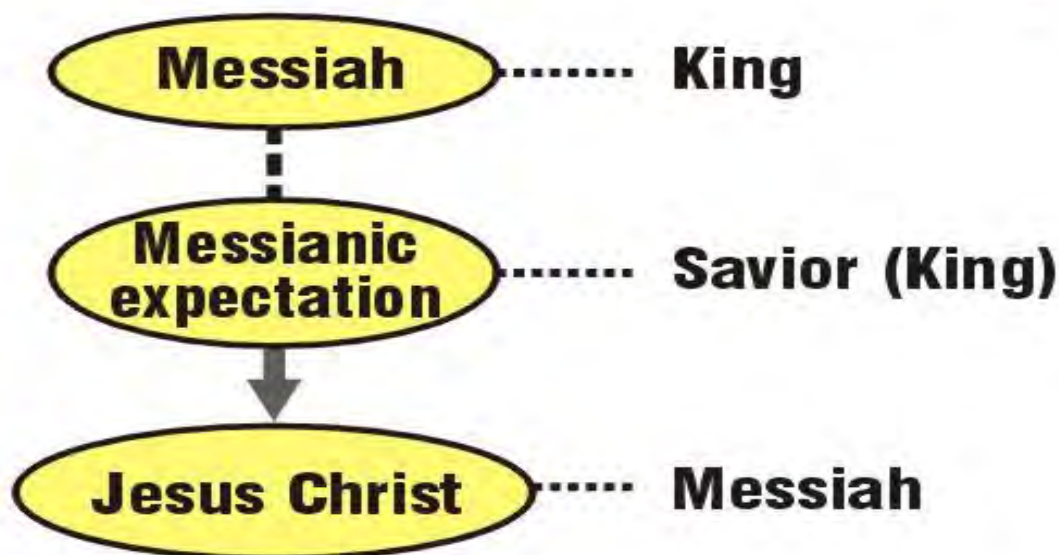 Messiah King
Messianic
expectation Savior (King)
Jesus Christ Messiah